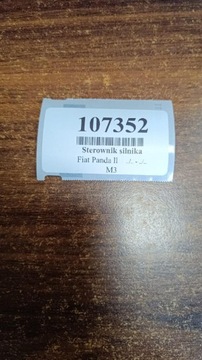 107352
Sterownik silnika
Fiat Panda II
M3